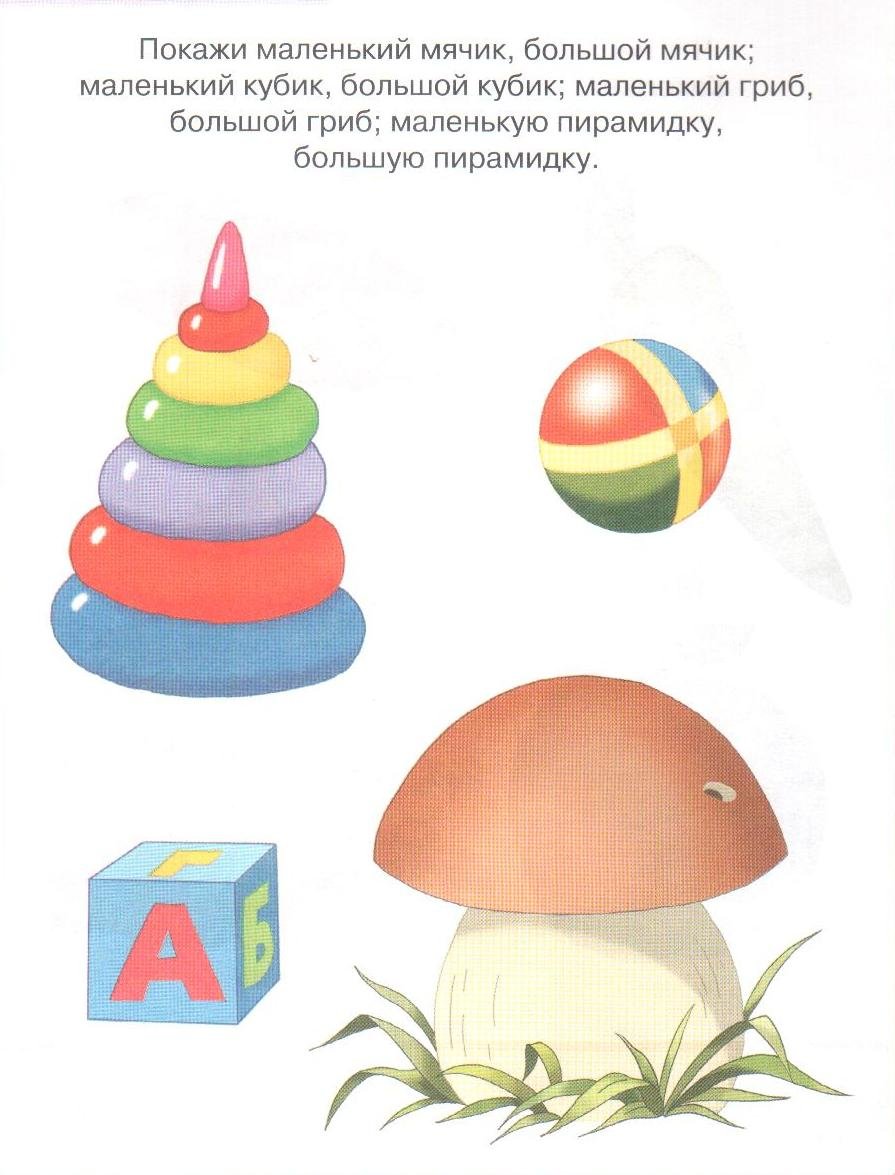 Покажи маленький мячик, большой мячик;
маленький кубик, большой кубик; маленький гриб,
большой гриб; маленькую пирамидку,
большую пирамидку.
Г
А
Б